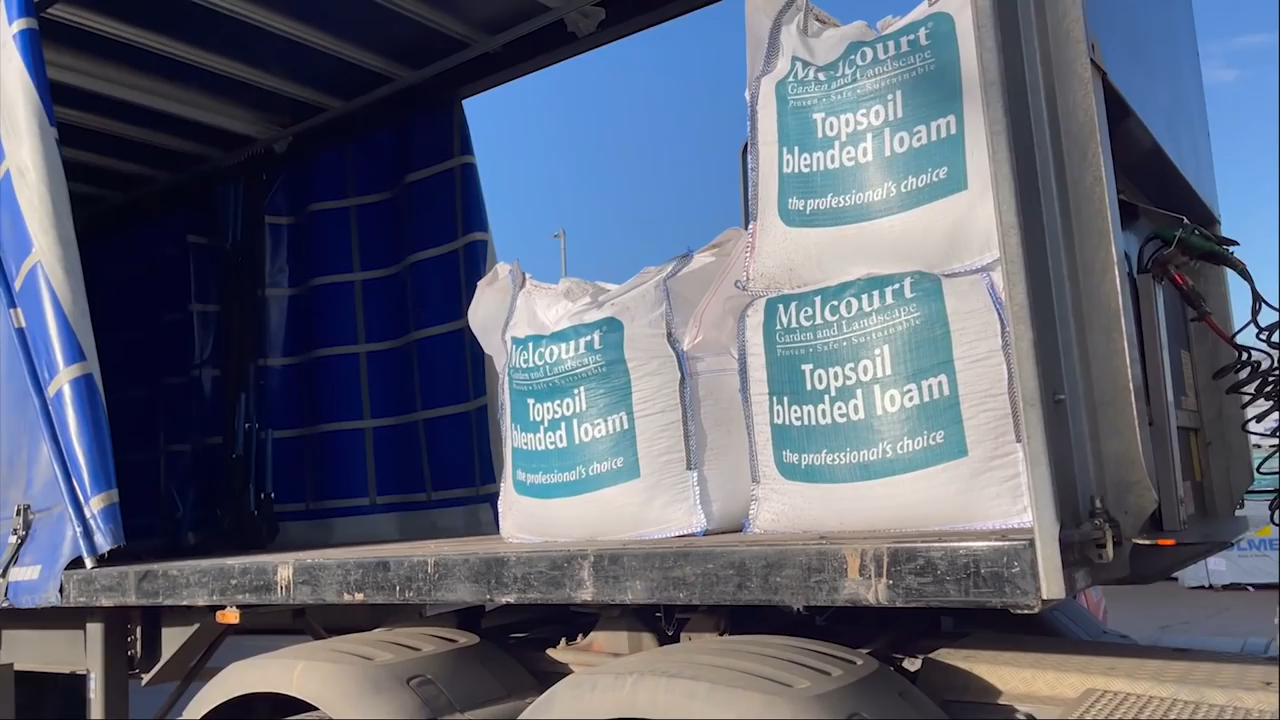 Melcourt
Garden and Landscape
Proven • Safe • Sustainable
Topsoil
blended loam
the professional's choice
Melcourt
Garden and Landscape
Proven • Safe • Sustainable
Topsoil
blended loam
the professional's choice
Melcourt
Garden and Landscape
Proven • Safe • Sustainable
Topsoil
blended loam
the professional's choice